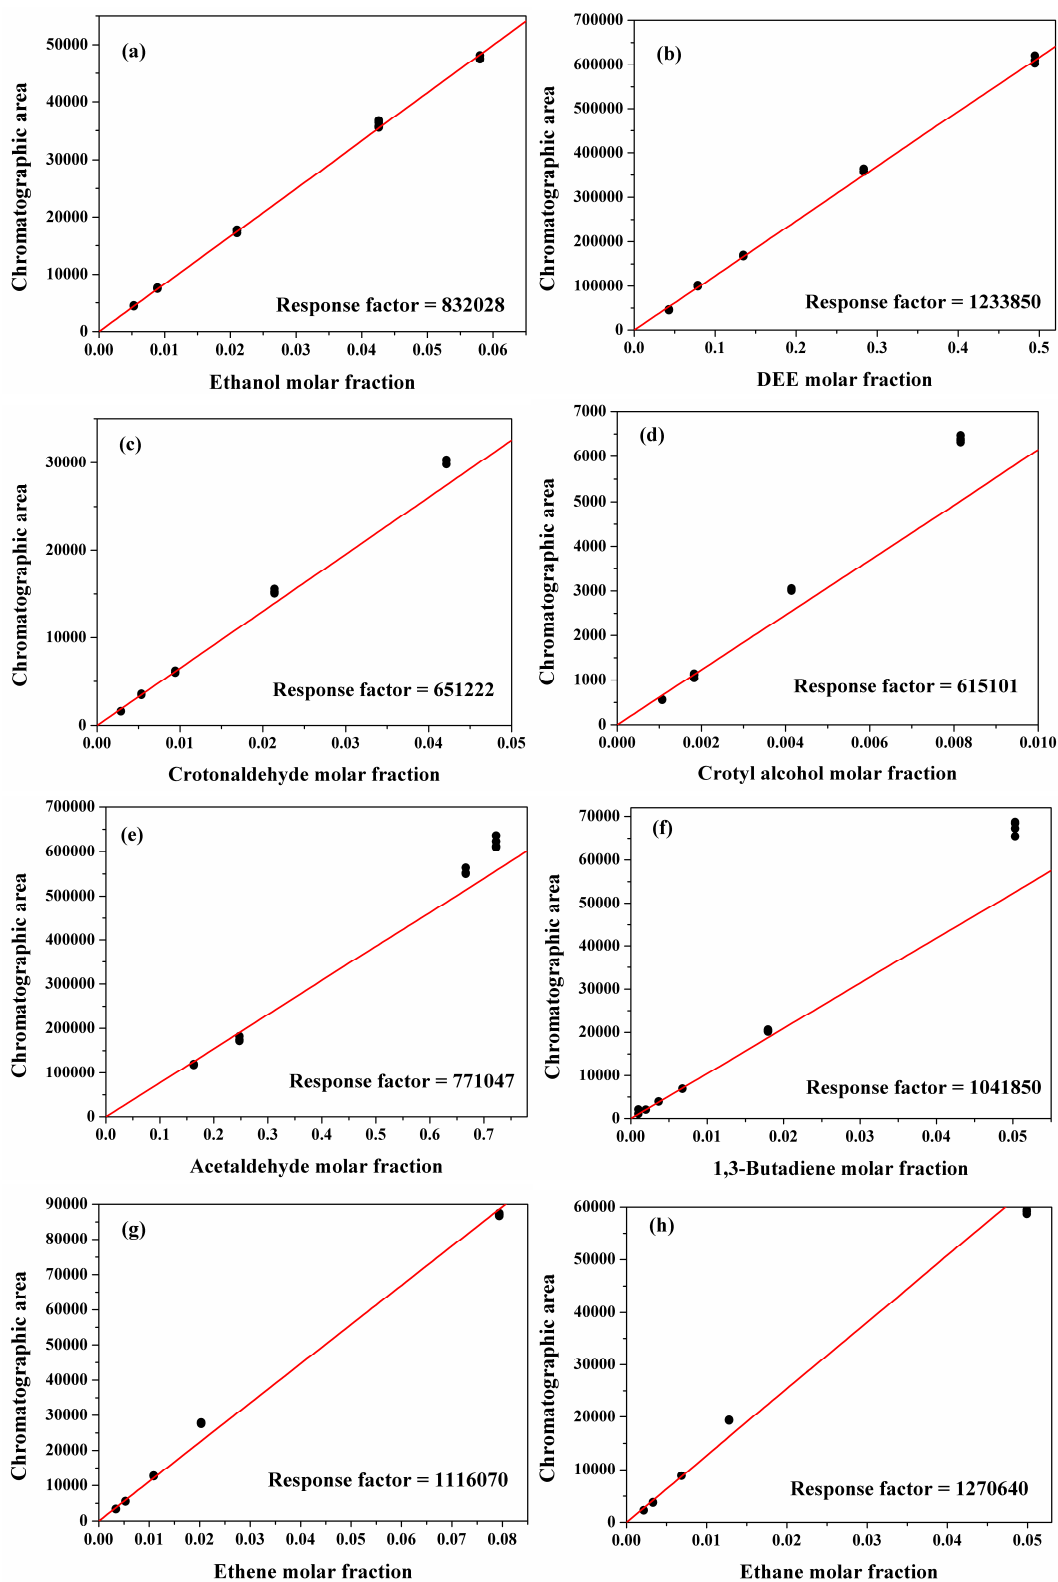 (a)
Chromatographic area
50000
40000
30000
20000
10000
0
Response factor = 832028
0.00 0.01 0.02 0.03 0.04 0.05 0.06
Ethanol molar fraction
(b)
Chromatographic area
700000
600000
500000
400000
300000
200000
100000
0
Response factor = 1233850
0.0 0.1 0.2 0.3 0.4 0.5
DEE molar fraction
(c)
Chromatographic area
30000
20000
10000
0
Response factor = 651222
0.00 0.01 0.02 0.03 0.04 0.05
Crotonaldehyde molar fraction
(d)
Chromatographic area
7000
6000
5000
4000
3000
2000
1000
0
Response factor = 615101
0.000 0.002 0.004 0.006 0.008 0.010
Crotyl alcohol molar fraction
(e)
Chromatographic area
700000
600000
500000
400000
300000
200000
100000
0
Response factor = 771047
0.0 0.1 0.2 0.3 0.4 0.5 0.6 0.7
Acetaldehyde molar fraction
(f)
Chromatographic area
70000
60000
50000
40000
30000
20000
10000
0
Response factor = 1041850
0.00 0.01 0.02 0.03 0.04 0.05
1,3-Butadiene molar fraction
(g)
Chromatographic area
90000
80000
70000
60000
50000
40000
30000
20000
10000
0
Response factor = 1116070
0.00 0.01 0.02 0.03 0.04 0.05 0.06 0.07 0.08
Ethene molar fraction
(h)
Chromatographic area
60000
50000
40000
30000
20000
10000
0
Response factor = 1270640
0.00 0.01 0.02 0.03 0.04 0.05
Ethane molar fraction